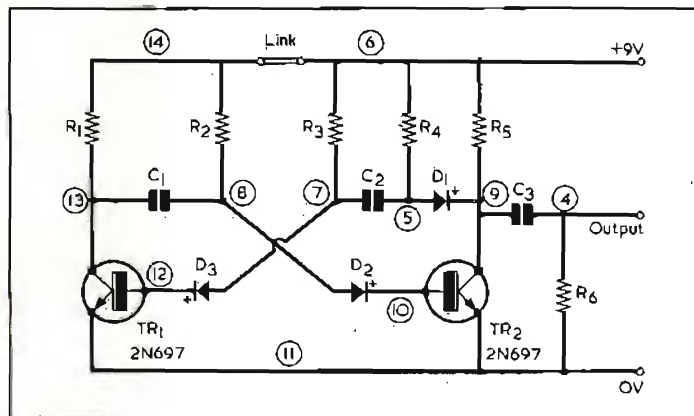 14 Link 6
+9V
R1 R2 R3 R4 R5
C1 C2 D1 +
13 8 7 5 9 C3 4
Output
12 D3 D2
+ + 10 R6
TR1 TR2
2N697 11 2N697
0V